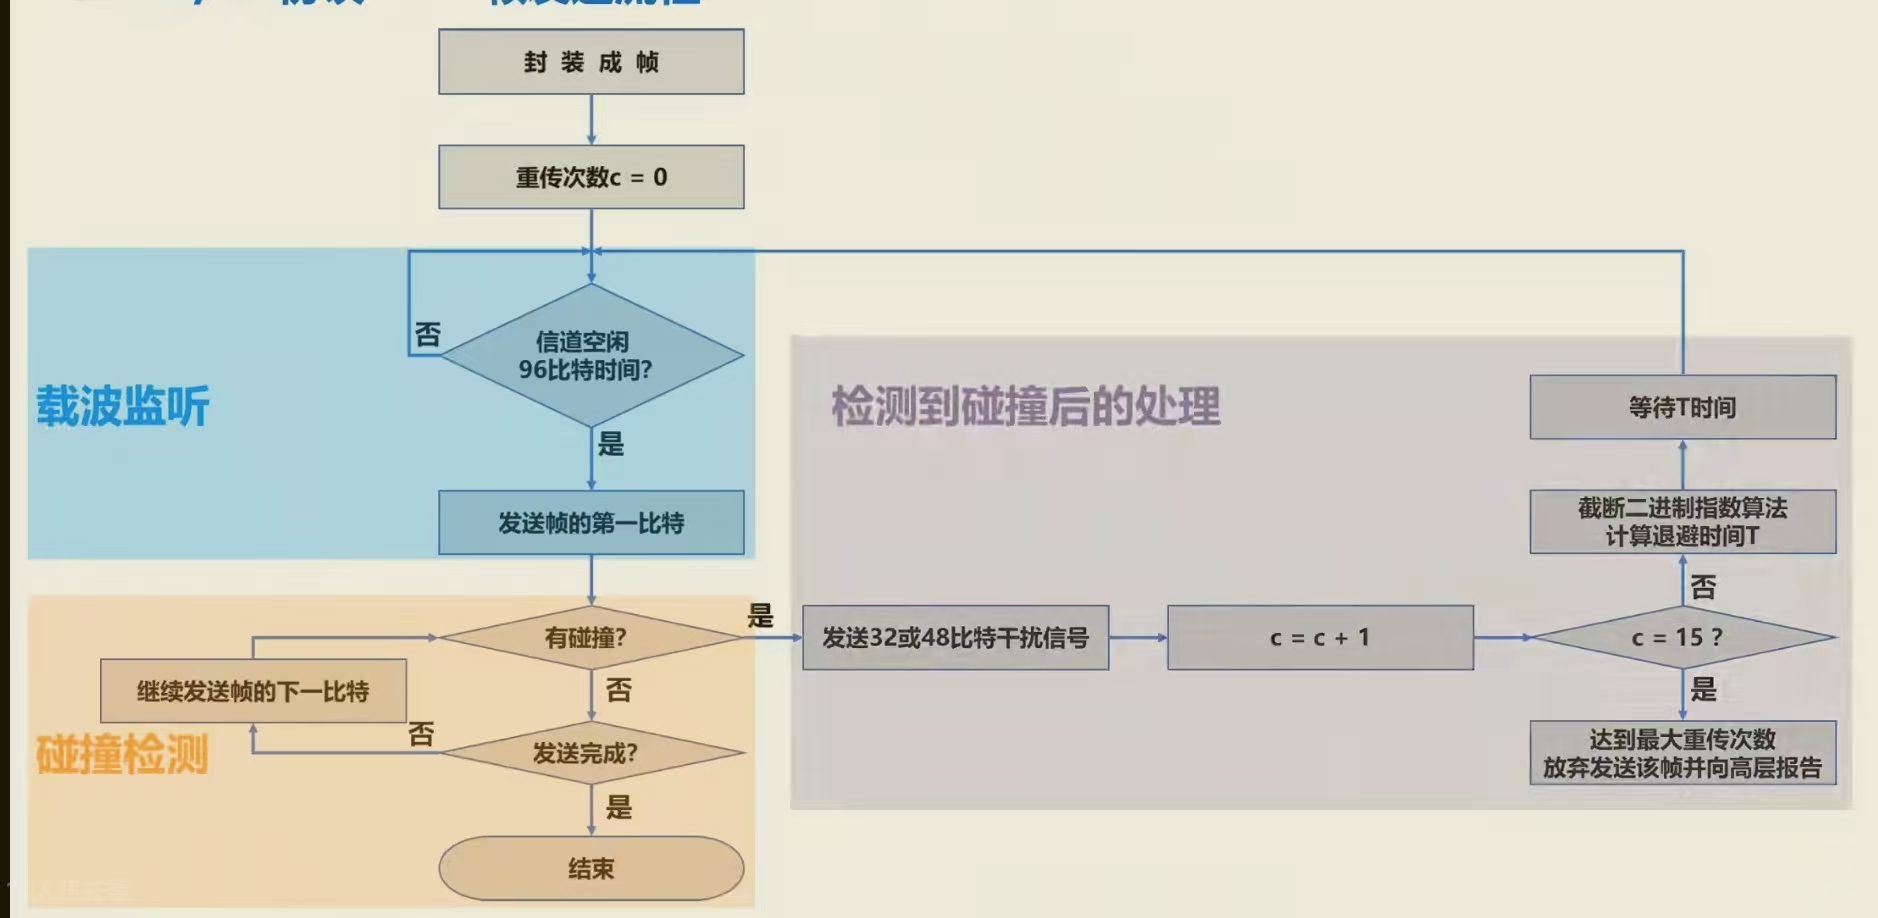 封 装 成 帧
重传次数c = 0
否
信道空闲
96比特时间?
载波监听
是
发送帧的第一比特
检测到碰撞后的处理
等待T时间
截断二进制指数算法
计算退避时间T
否
有碰撞?
是
发送32或48比特干扰信号
c = c + 1
c = 15 ?
继续发送帧的下一比特
否
是
碰撞检测
否
发送完成?
达到最大重传次数
放弃发送该帧并向高层报告
是
结束